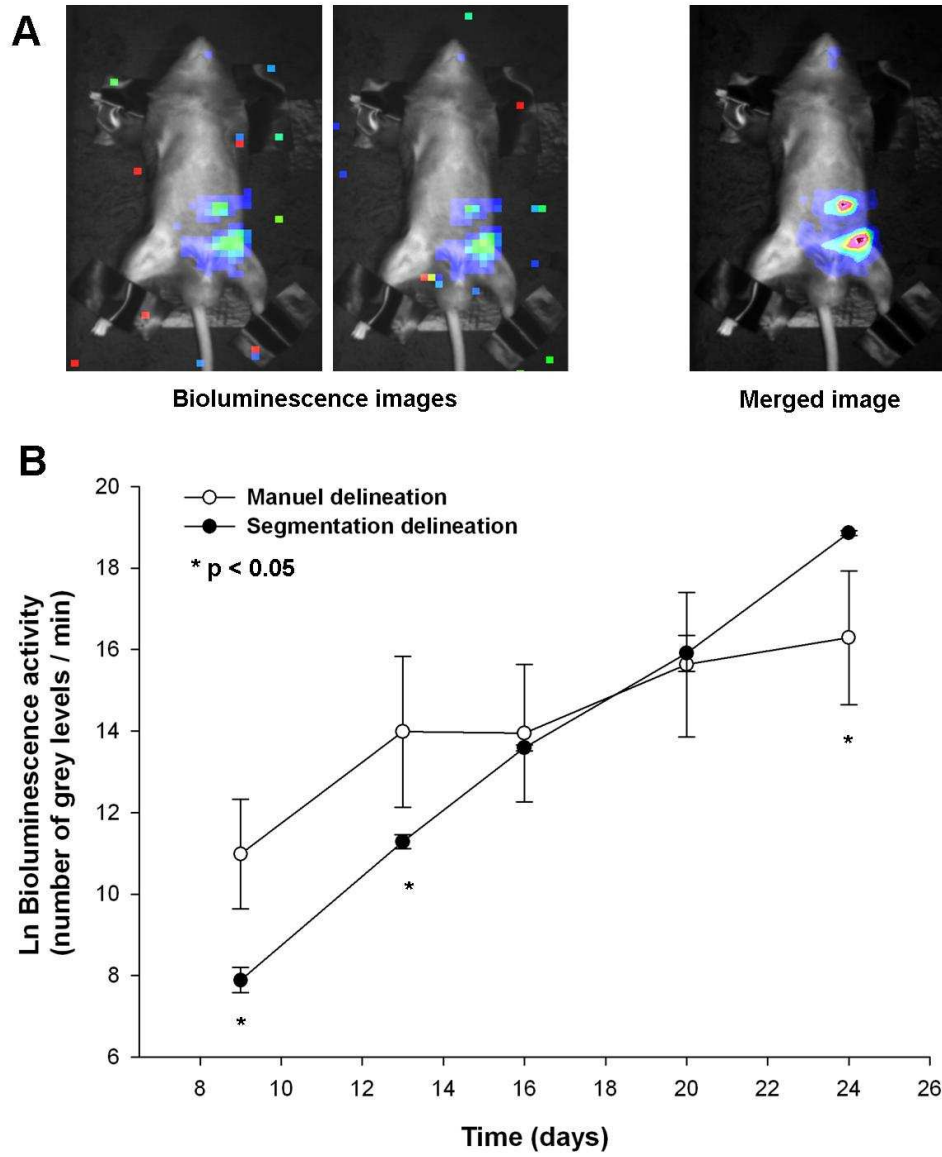 A
Bioluminescence images
Merged image
B
Manuel delineation
Segmentation delineation
* p < 0.05
Ln Bioluminescence activity
(number of grey levels / min)
20
18
16
14
12
10
8
6
*
*
*
8 10 12 14 16 18 20 22 24 26
Time (days)